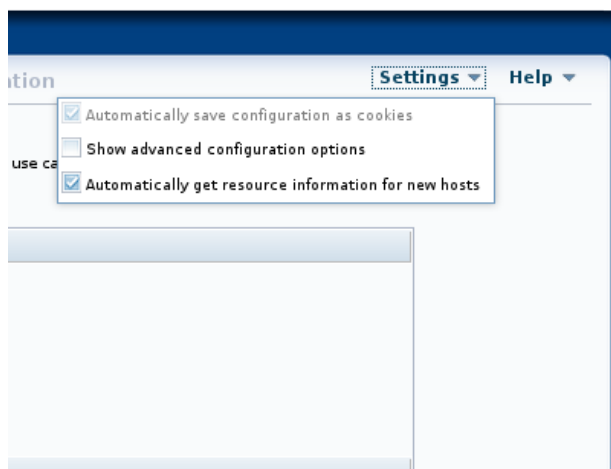 ation Settings Help
Automatically save configuration as cookies
Show advanced configuration options
use ca
Automatically get resource information for new hosts